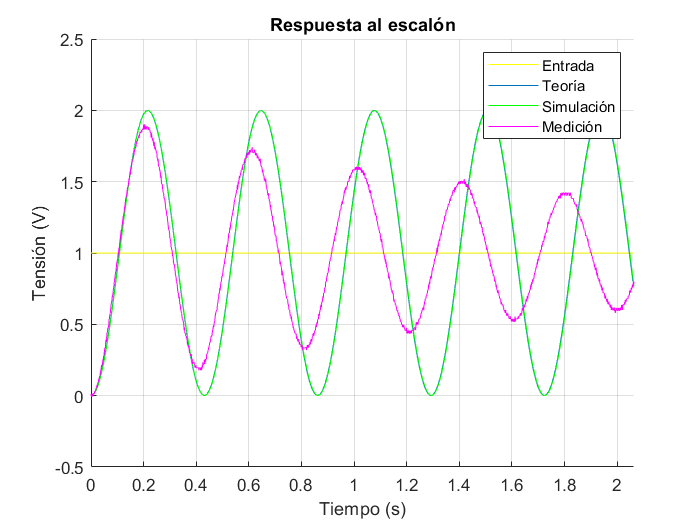 Respuesta al escalón
2.5
2
1.5
1
0.5
0
-0.5
Tensión (V)
Entrada
Teoría
Simulación
Medición
0 0.2 0.4 0.6 0.8 1 1.2 1.4 1.6 1.8 2
Tiempo (s)